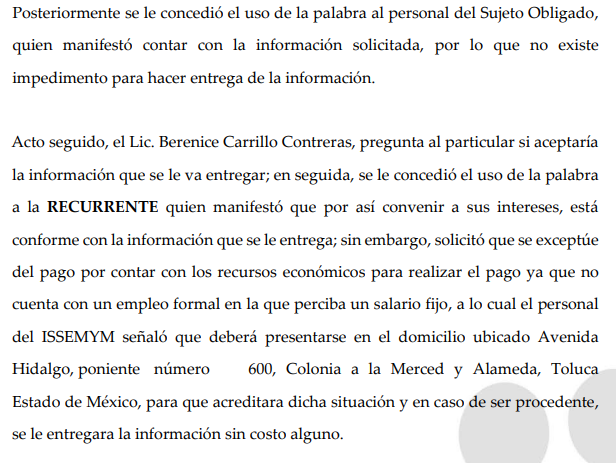 Posteriormente se le concedió el uso de la palabra al personal del Sujeto Obligado,
quien manifestó contar con la información solicitada, por lo que no existe
impedimento para hacer entrega de la información.
Acto seguido, el Lic. Berenice Carrillo Contreras, pregunta al particular si aceptaría
la información que se le va entregar; en seguida, se le concedió el uso de la palabra
a la RECURRENTE quien manifestó que por así convenir a sus intereses, está
conforme con la información que se le entrega; sin embargo, solicitó que se exceptúe
del pago por contar con los recursos económicos para realizar el pago ya que no
cuenta con un empleo formal en la que perciba un salario fijo, a lo cual el personal
del ISSEMYM señaló que deberá presentarse en el domicilio ubicado Avenida
Hidalgo, poniente número 600, Colonia a la Merced y Alameda, Toluca
Estado de México, para que acreditara dicha situación y en caso de ser procedente,
se le entregara la información sin costo alguno.